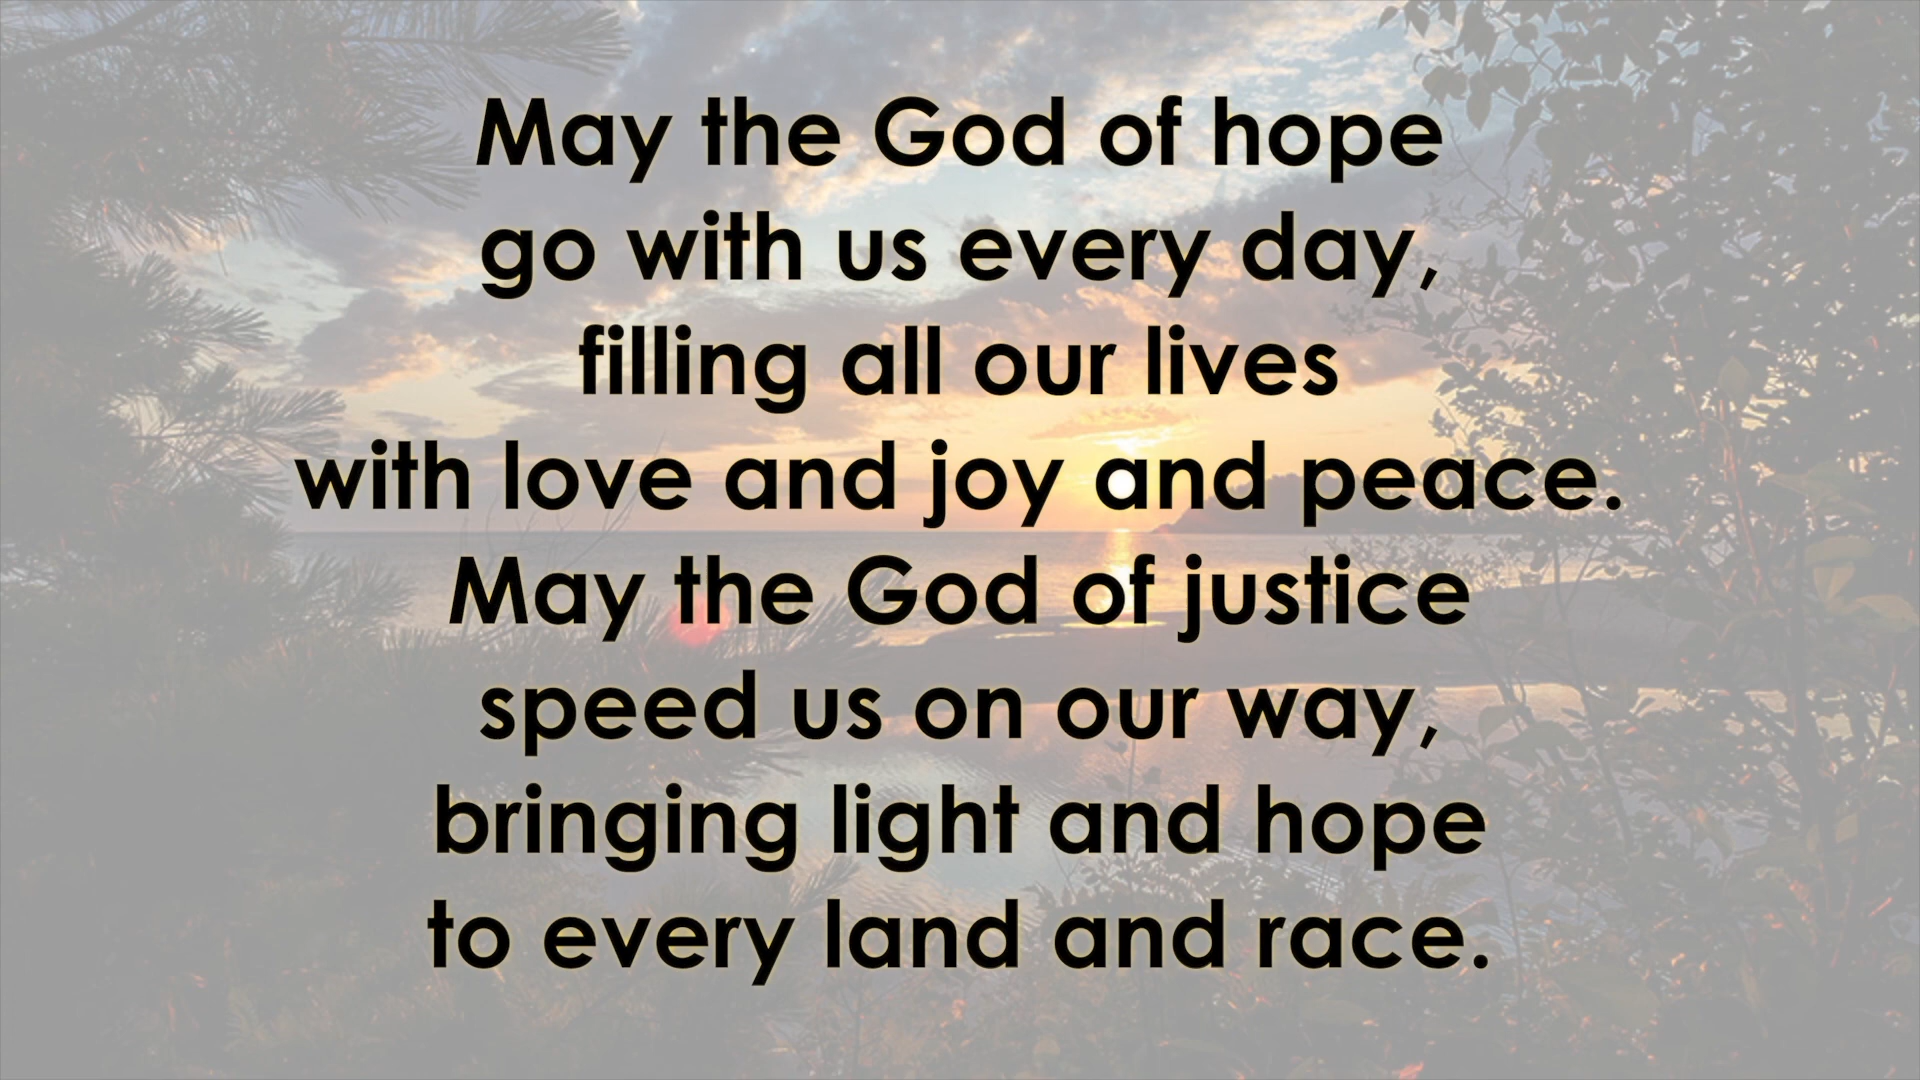 May the God of hope
go with us every day,
filling all our lives
with love and joy and peace.
May the God of justice
speed us on our way,
bringing light and hope
to every land and race.